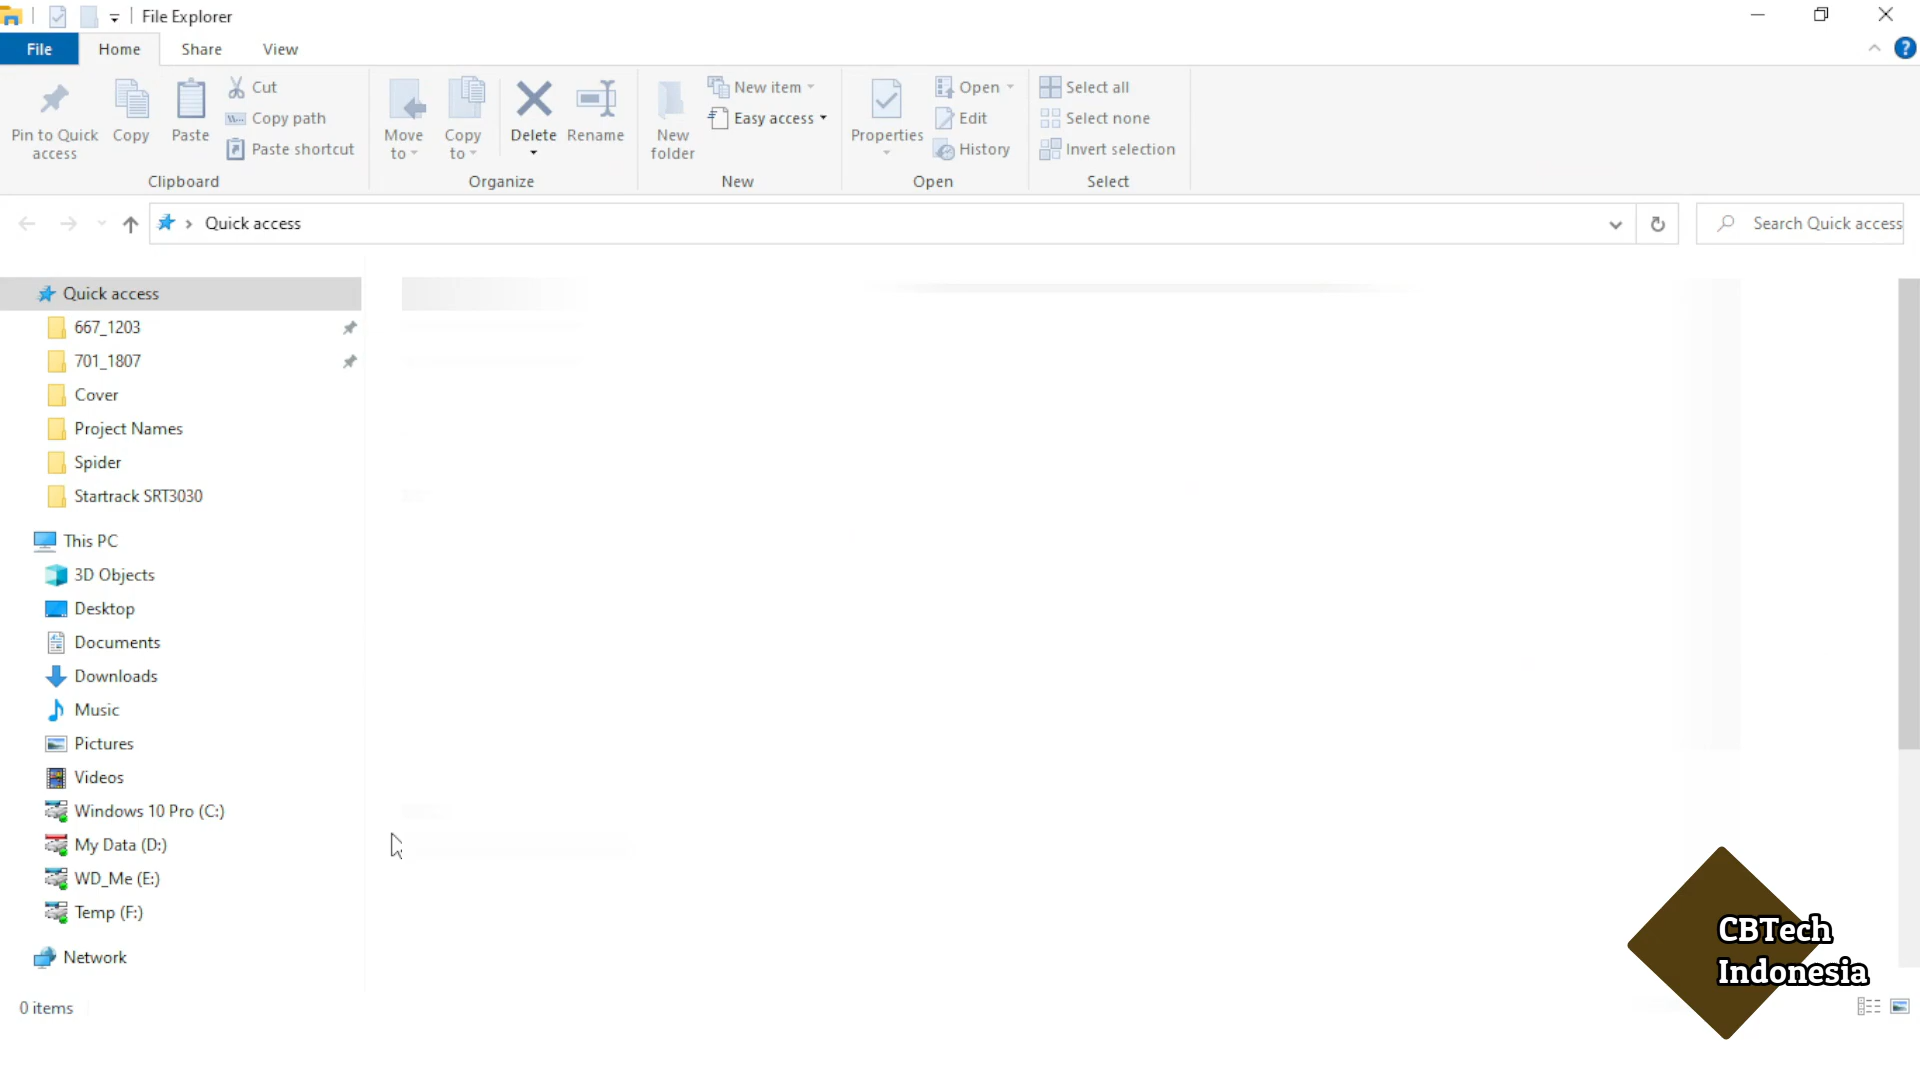 File Explorer
File Home Share View
Pin to Quick access
Copy
Paste
Cut
Copy path
Paste shortcut
Clipboard
Move to
Copy to
Delete
Rename
Organize
New folder
New item
Easy access
New
Properties
Open
Edit
History
Open
Select all
Select none
Invert selection
Select
Quick access
Search Quick access
Quick access
667_1203
701_1807
Cover
Project Names
Spider
Startrack SRT3030
This PC
3D Objects
Desktop
Documents
Downloads
Music
Pictures
Videos
Windows 10 Pro (C:)
My Data (D:)
WD_Me (E:)
Temp (F:)
Network
0 items
CBTech
Indonesia